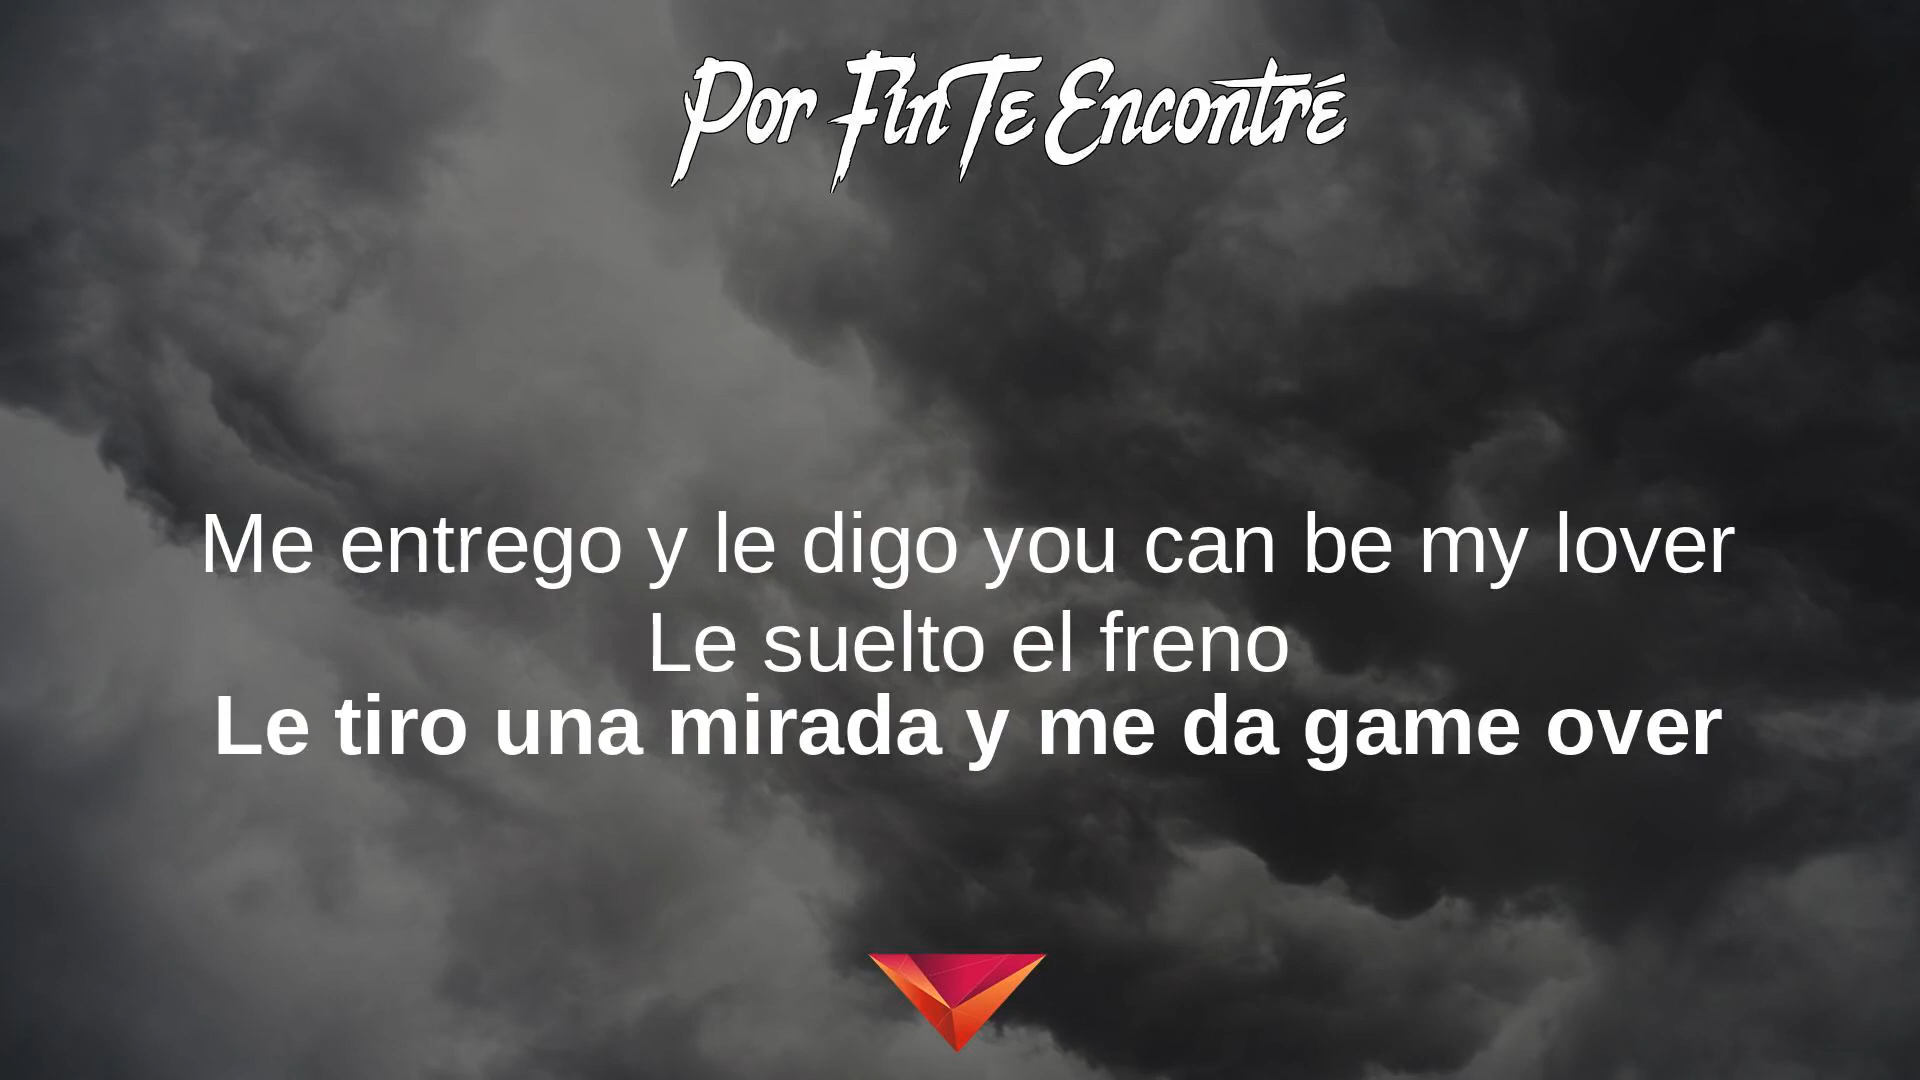 Por Fin Te Encontré
Me entrego y le digo you can be my lover
Le suelto el freno
Le tiro una mirada y me da game over